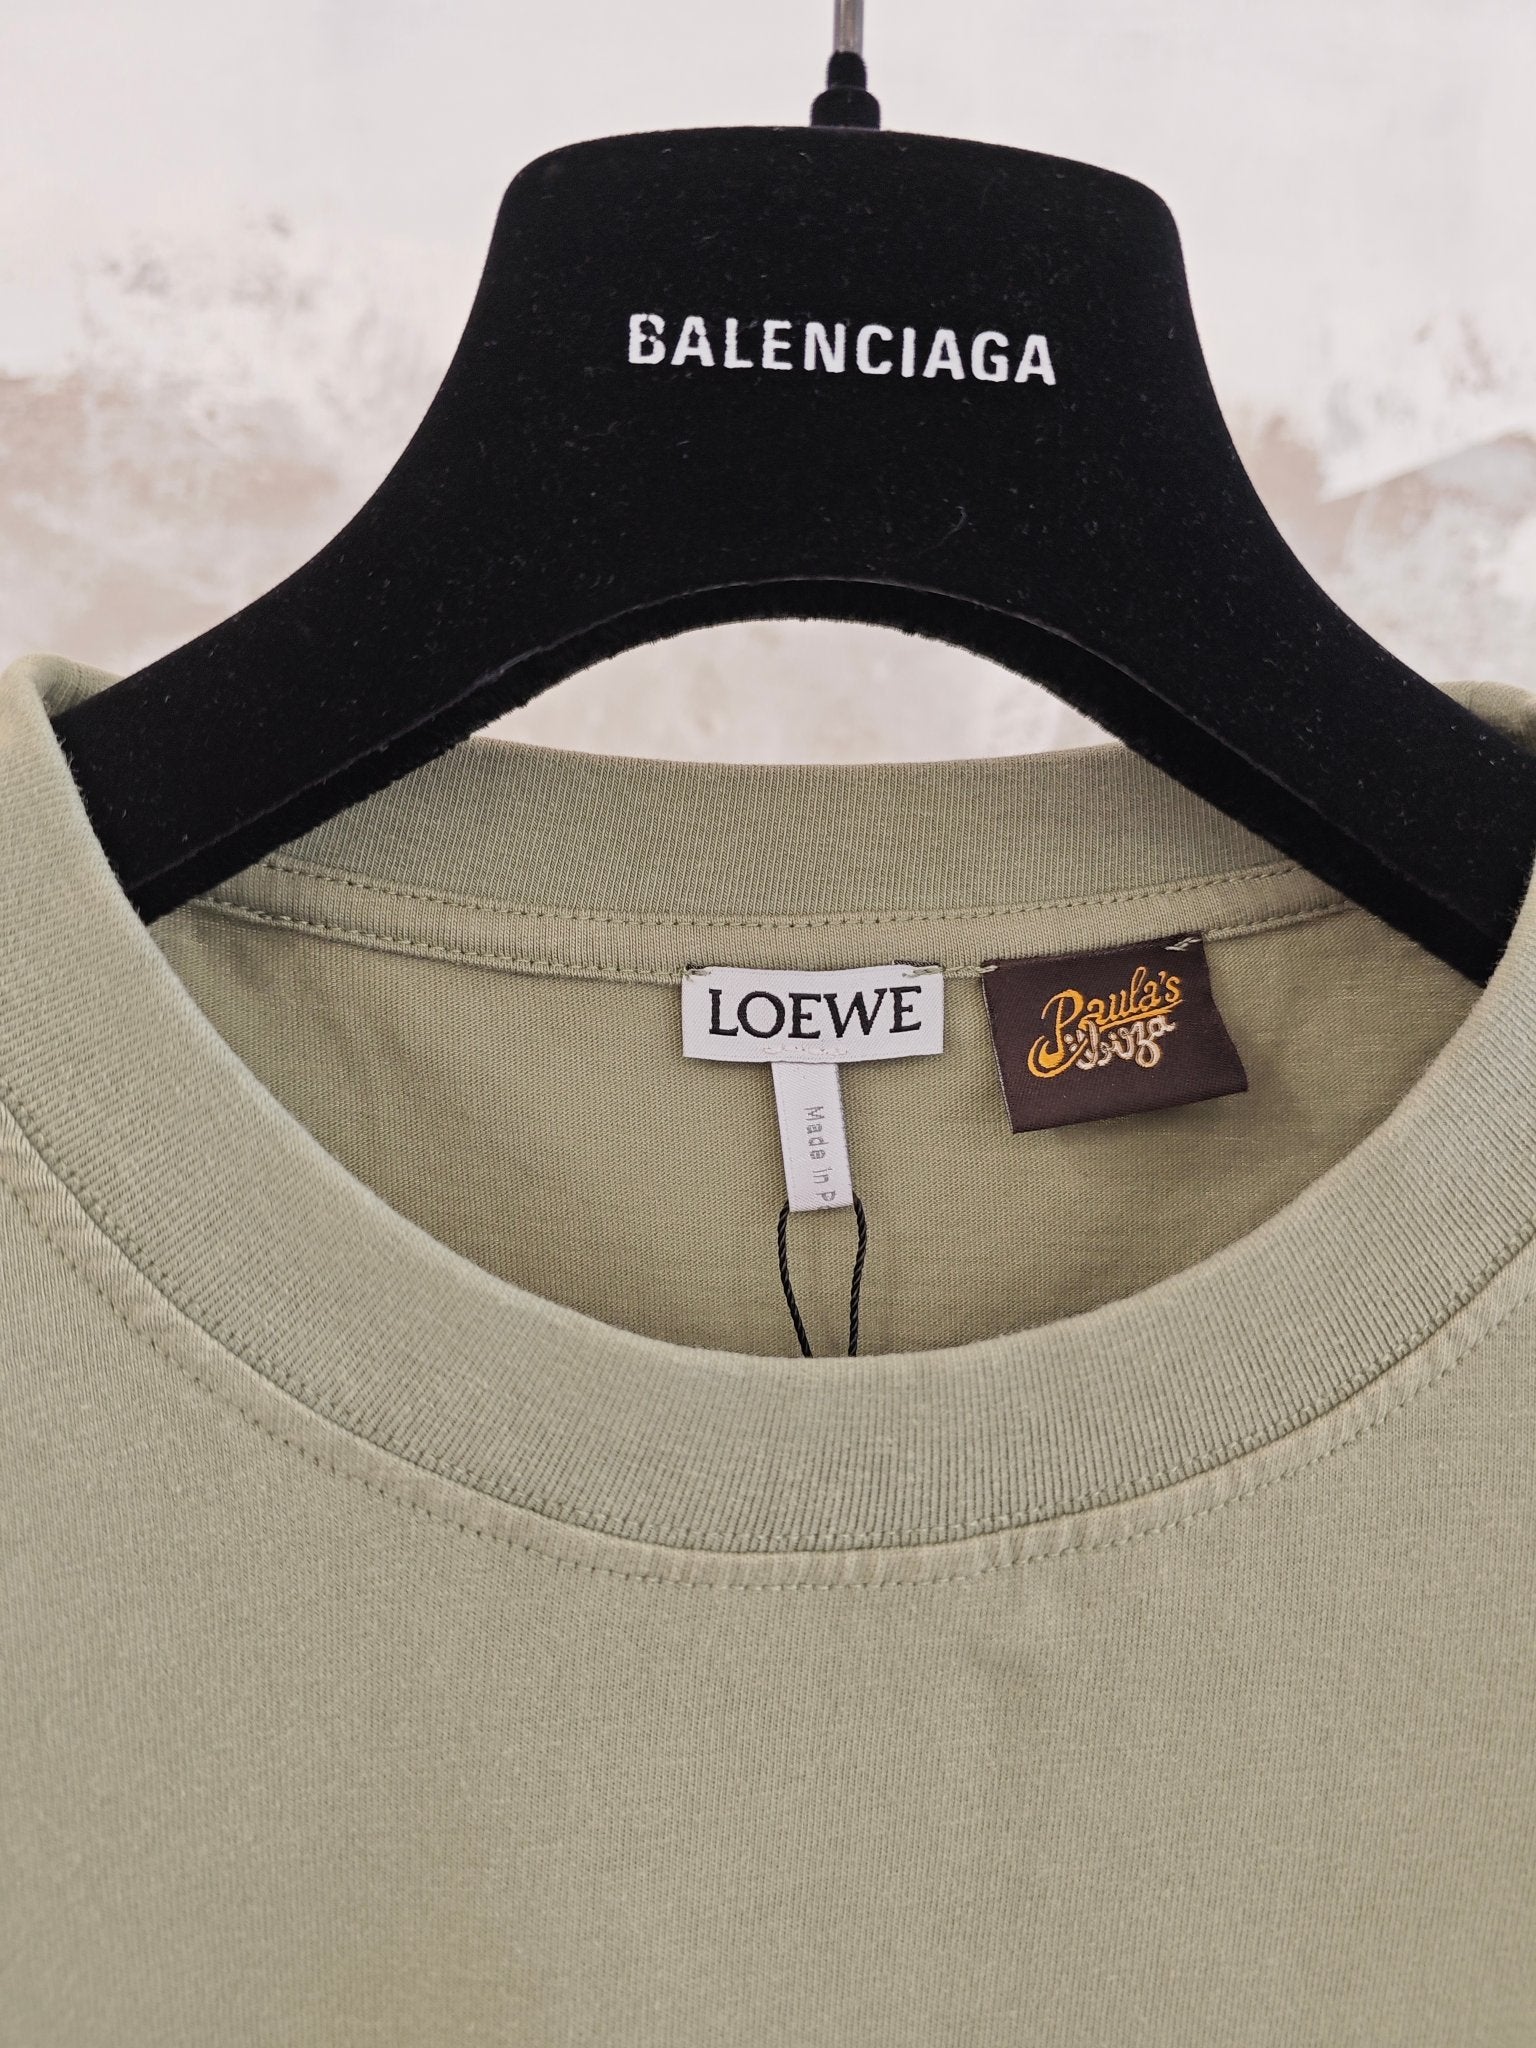 BALENCIAGA
LOEWE
Paula's
Ibiza
Made in P